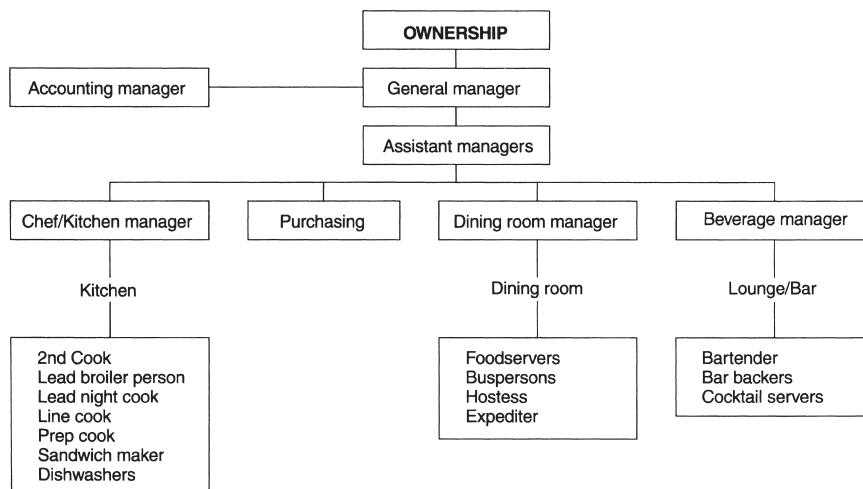 OWNERSHIP
Accounting manager
General manager
Assistant managers
Chef/Kitchen manager
Purchasing
Dining room manager
Beverage manager
Kitchen
Dining room
Lounge/Bar
2nd Cook
Lead broiler person
Lead night cook
Line cook
Prep cook
Sandwich maker
Dishwashers
Foodservers
Buspersons
Hostess
Expediter
Bartender
Bar backers
Cocktail servers